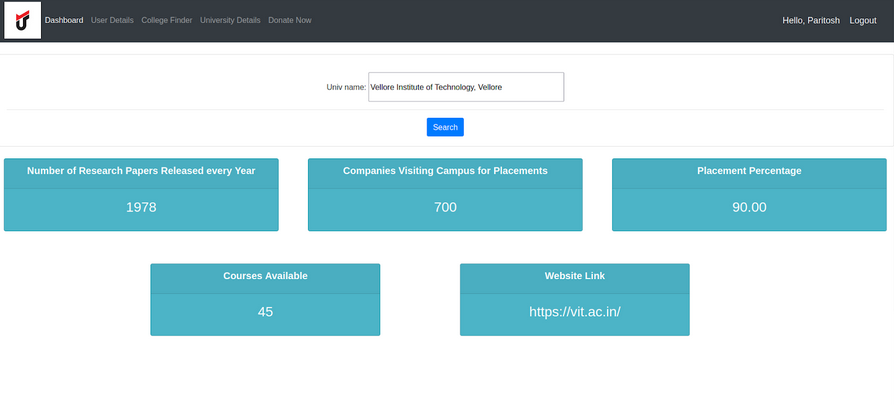 Dashboard User Details College Finder University Details Donate Now Hello, Paritosh Logout
Univ name: Vellore Institute of Technology, Vellore
Search
Number of Research Papers Released every Year
1978
Companies Visiting Campus for Placements
700
Placement Percentage
90.00
Courses Available
45
Website Link
https://vit.ac.in/